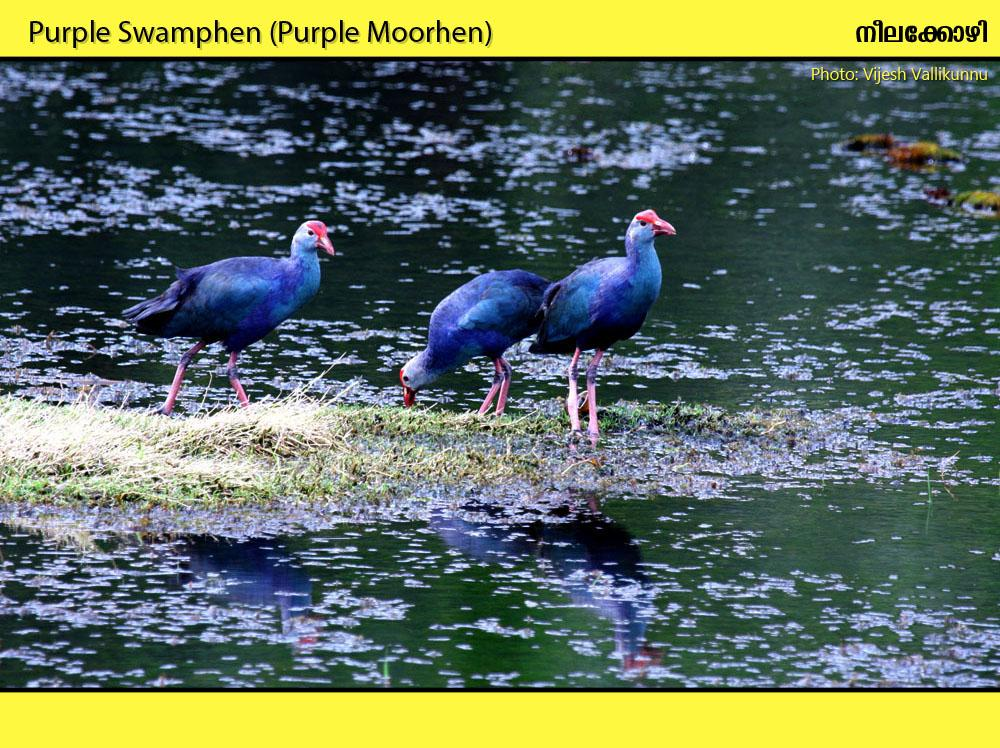 Purple Swamphen (Purple Moorhen)
നീലക്കോഴി
Photo: Vijesh Vallikunnu